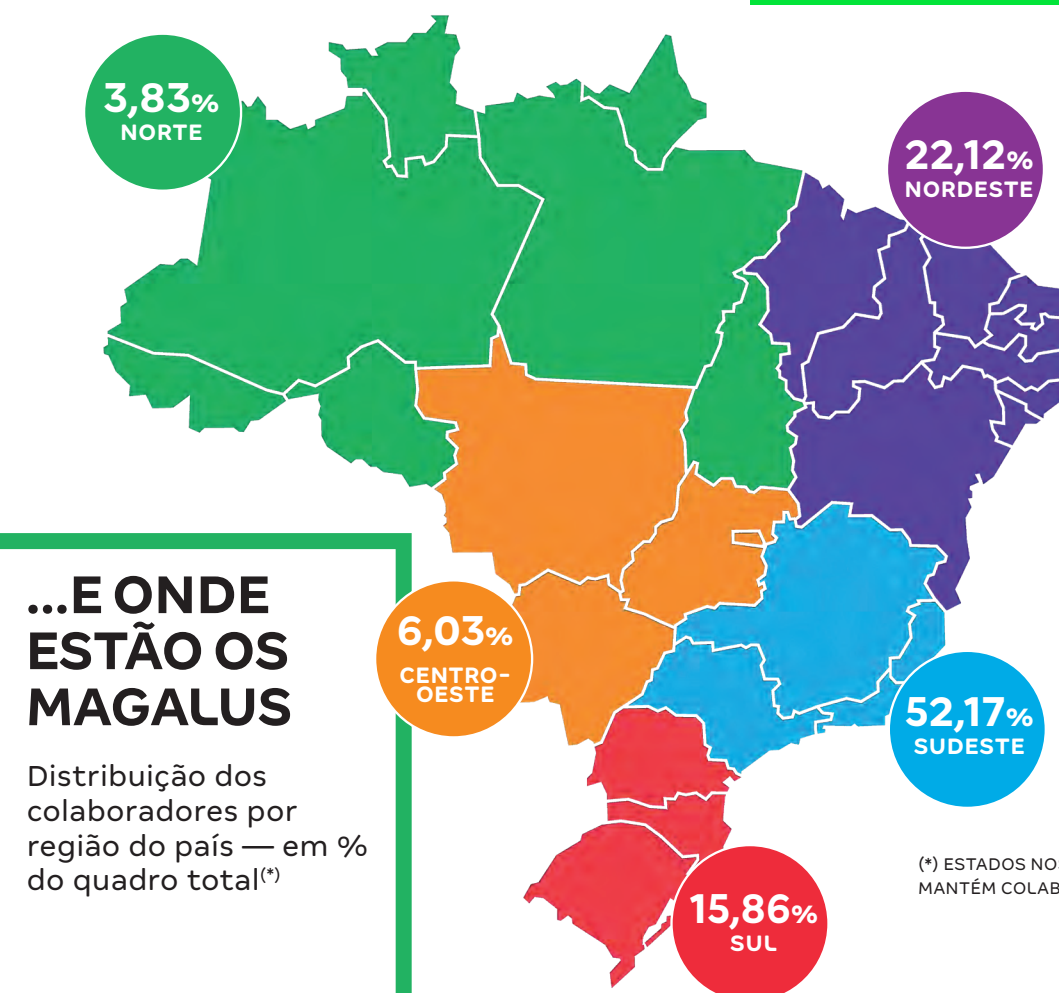 3,83%
NORTE
22,12%
NORDESTE
...E ONDE
ESTÃO OS
MAGALUS
Distribuição dos
colaboradores por
região do país — em %
do quadro total(*)
6,03%
CENTRO-
OESTE
52,17%
SUDESTE
15,86%
SUL
(*) ESTADOS
MANTÉM